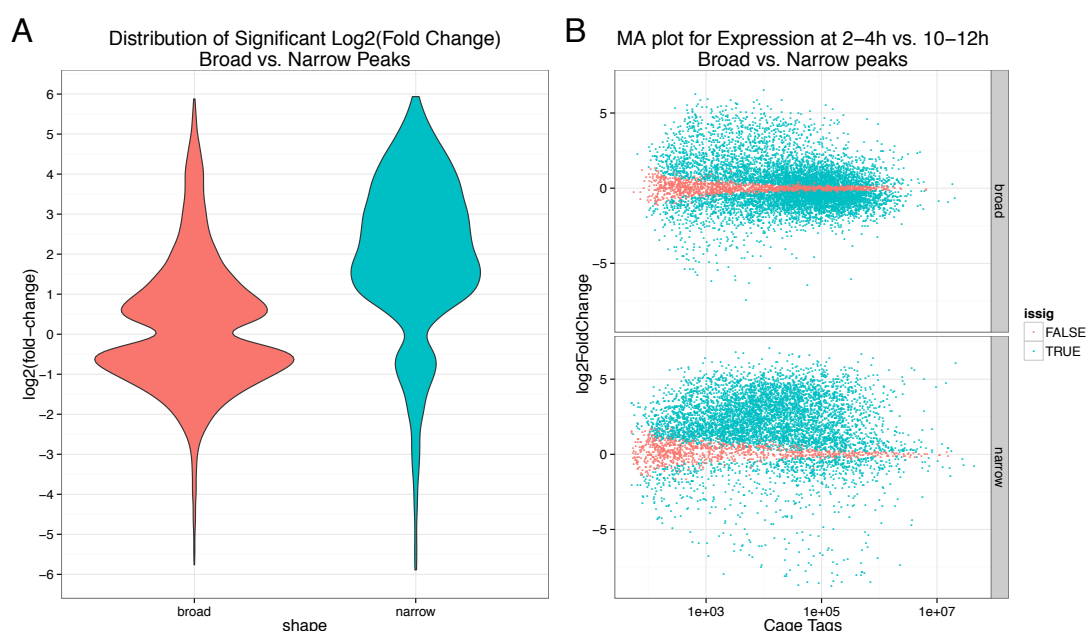 A
Distribution of Significant Log2(Fold Change)
Broad vs. Narrow Peaks
log2(fold−change)
6
5
4
3
2
1
0
−1
−2
−3
−4
−5
−6
broad
narrow
shape
B
MA plot for Expression at 2−4h vs. 10−12h
Broad vs. Narrow peaks
log2FoldChange
5
0
−5
broad
5
0
−5
narrow
1e+03
1e+05
1e+07
Cage Tags
issig
FALSE
TRUE